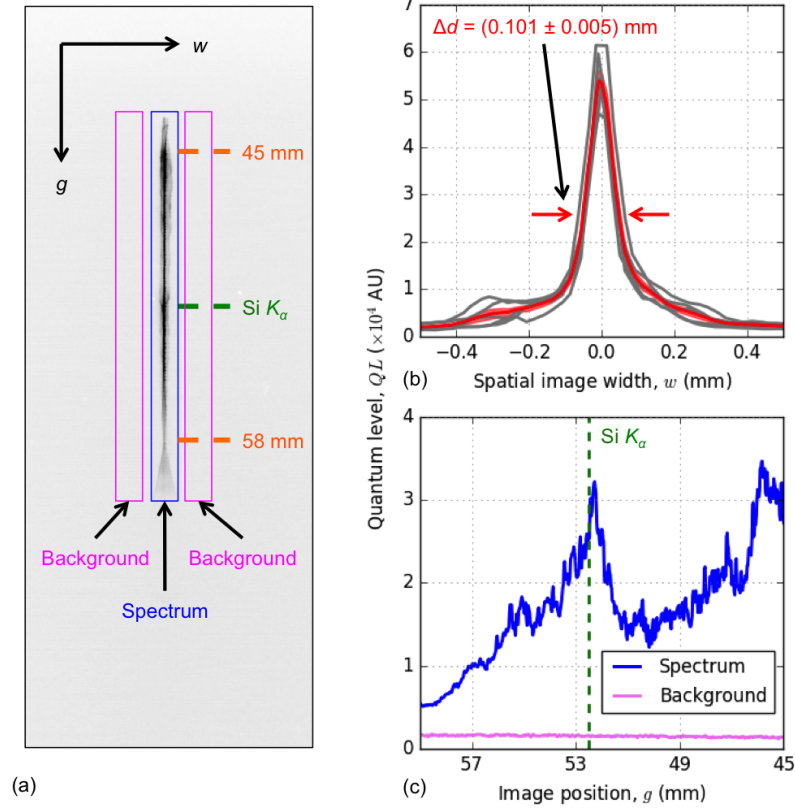 w
g
45 mm
Si Kα
58 mm
Background
Background
Spectrum
(a)
Δd = (0.101 ± 0.005) mm
7
6
5
4
3
2
1
0
−0.4
−0.2
0.0
0.2
0.4
(b)
Spatial image width, w (mm)
Quantum level, QL (×10⁴ AU)
4
3
2
1
0
Si Kα
Spectrum
Background
57
53
49
45
(c)
Image position, g (mm)